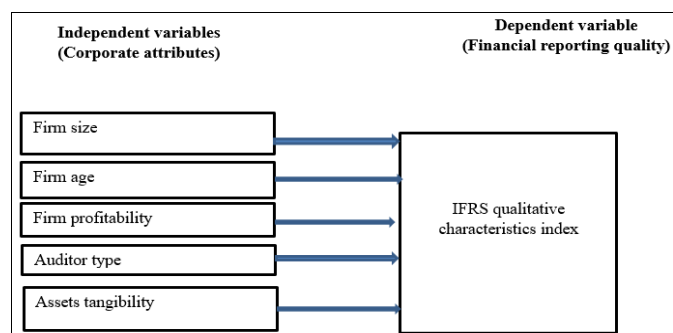 Independent variables
(Corporate attributes)
Dependent variable
(Financial reporting quality)
Firm size
Firm age
Firm profitability
Auditor type
Assets tangibility
IFRS qualitative
characteristics index